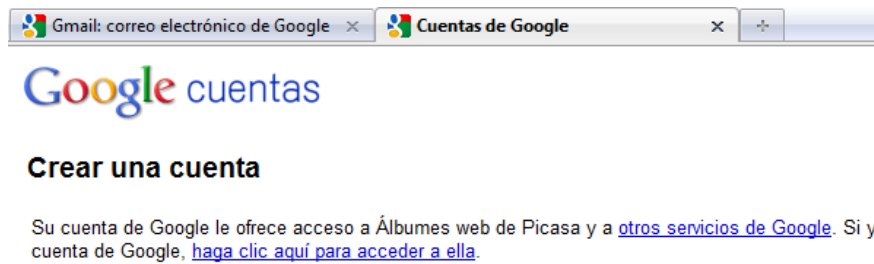 Gmail: correo electrónico de Google
Cuentas de Google
Google cuentas
Crear una cuenta
Su cuenta de Google le ofrece acceso a Álbumes web de Picasa y a otros servicios de Google. Si y
cuenta de Google, haga clic aquí para acceder a ella.